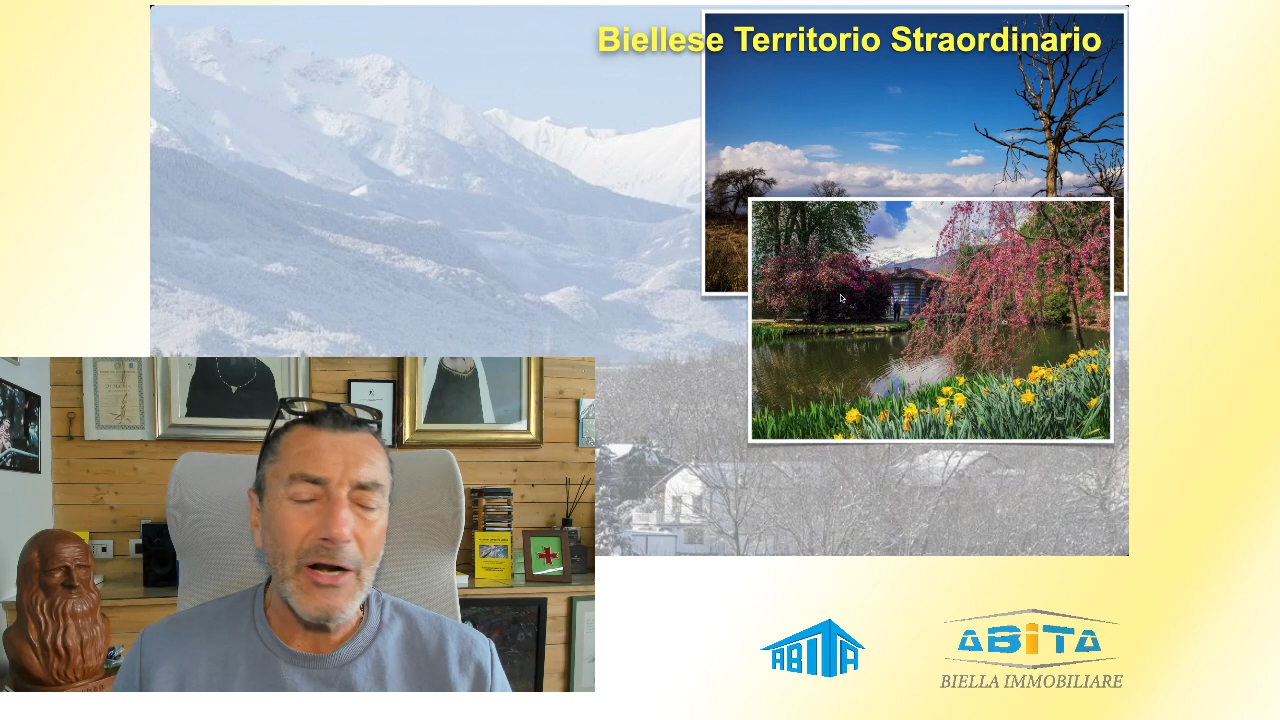 Biellese Territorio Straordinario
ABITA
ABITA
BIELLA IMMOBILIARE